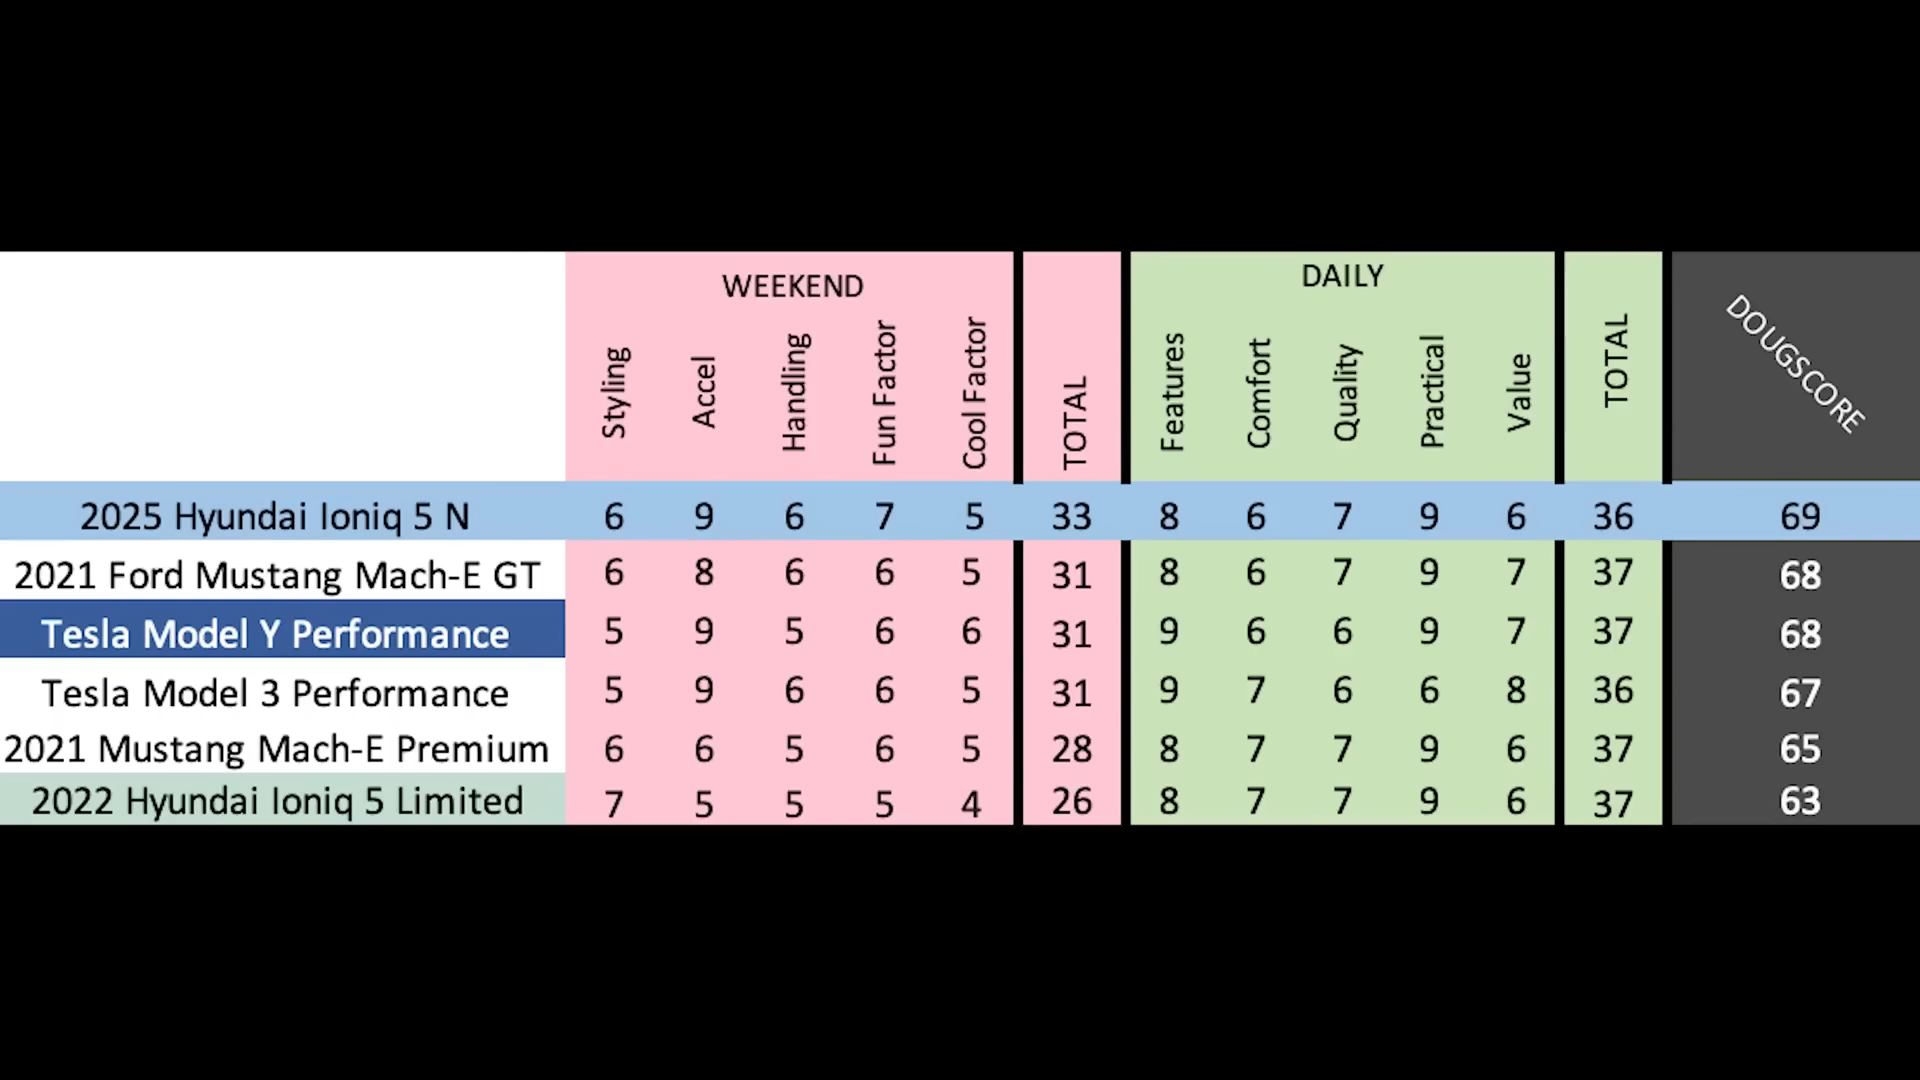 WEEKEND DAILY
Styling Accel Handling Fun Factor Cool Factor TOTAL Features Comfort Quality Practical Value TOTAL DOUGSCORE
2025 Hyundai Ioniq 5 N 6 9 6 7 5 33 8 6 7 9 6 36 69
2021 Ford Mustang Mach-E GT 6 8 6 6 5 31 8 6 7 9 7 37 68
Tesla Model Y Performance 5 9 5 6 6 31 9 6 6 9 7 37 68
Tesla Model 3 Performance 5 9 6 6 5 31 9 7 6 6 8 36 67
2021 Mustang Mach-E Premium 6 6 5 6 5 28 8 7 7 9 6 37 65
2022 Hyundai Ioniq 5 Limited 7 5 5 5 4 26 8 7 7 9 6 37 63